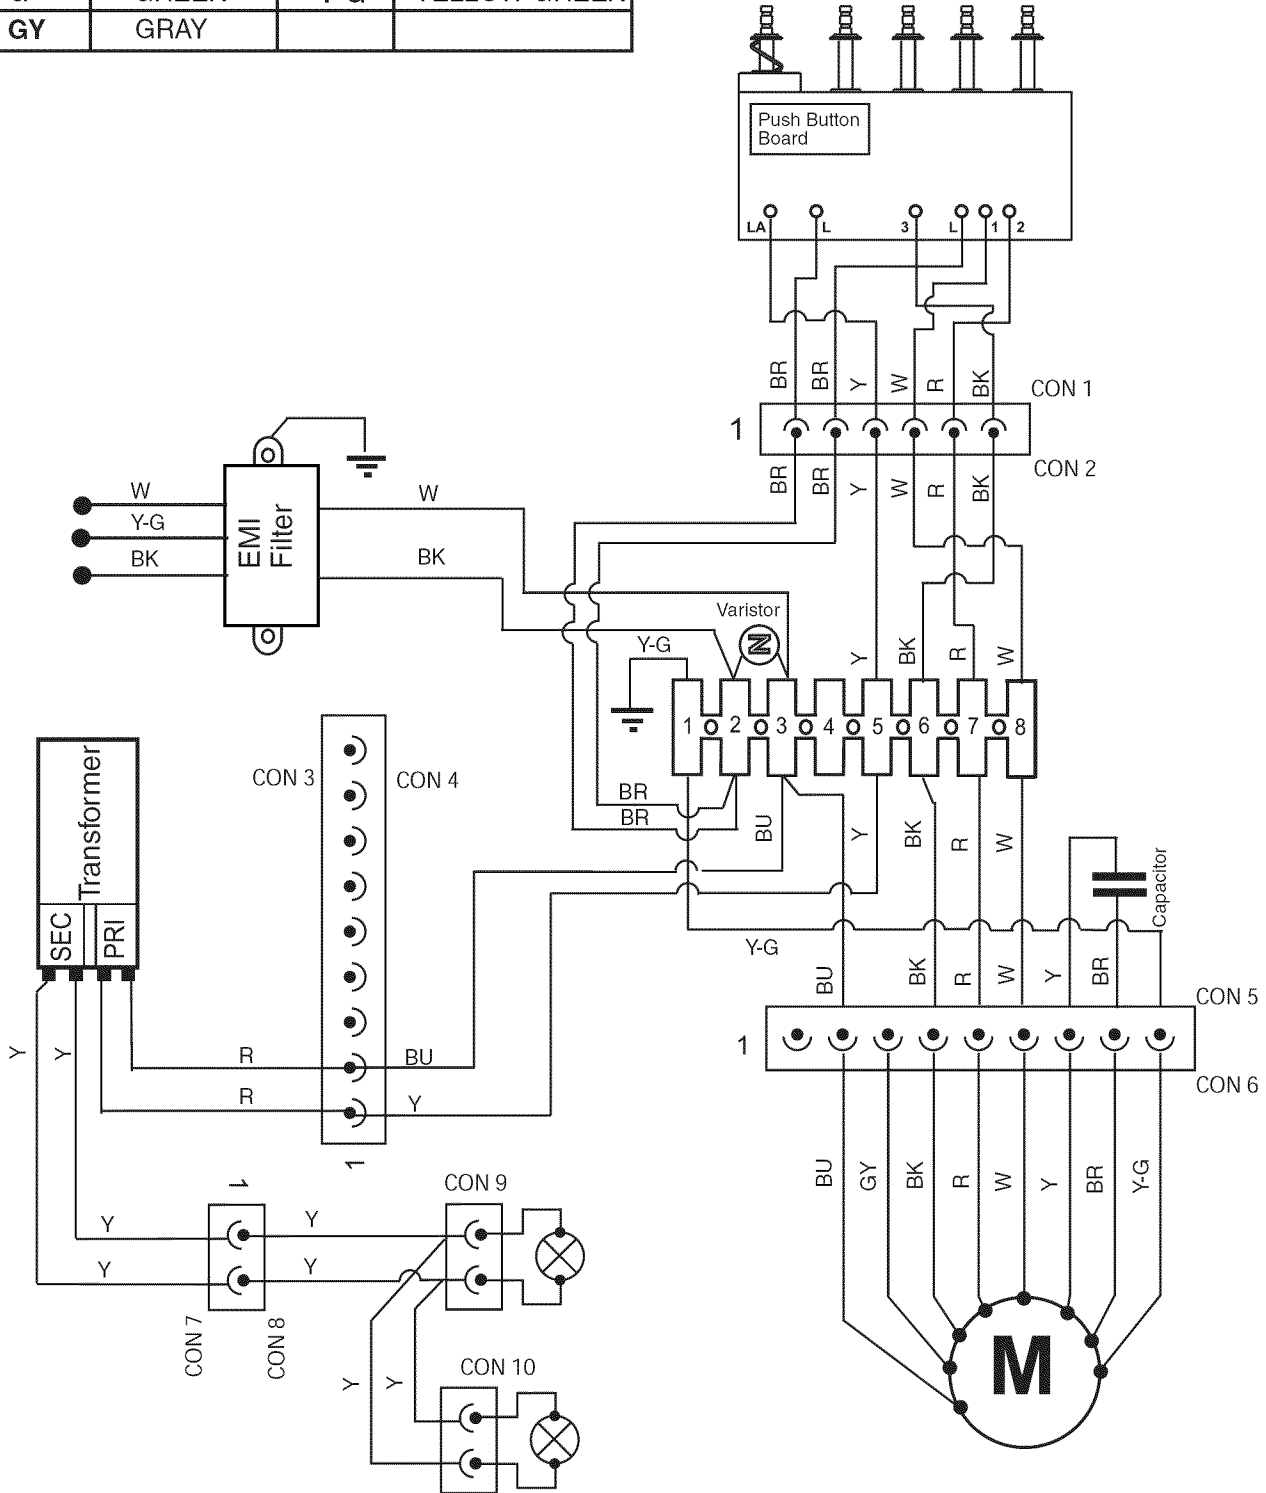 GY GRAY
Push Button
Board
LA L 3 L 1 2
BR BR Y W R BK
CON 1
1
CON 2
BR BR Y W R BK
W
Y-G
BK
EMI
Filter
W
BK
Varistor
Y-G
Y BK R W
1 2 3 4 5 6 7 8
Transformer
SEC PRI
CON 3 CON 4
BR
BR
BU Y BK R W
Capacitor
Y-G
BU BK R W Y BR
CON 5
1
CON 6
Y Y
R BU
R Y
1
BU GY BK R W Y BR Y-G
1
CON 9
Y Y
Y Y
CON 7 CON 8
Y Y
CON 10
M